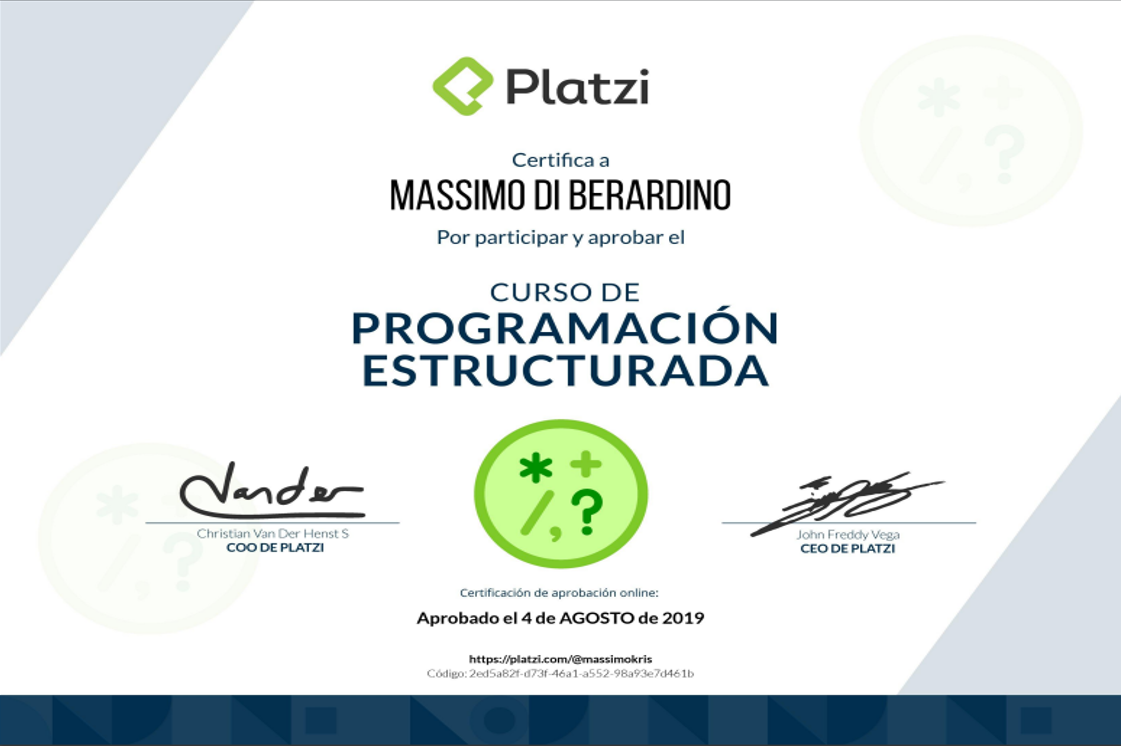 Platzi
Certifica a
MASSIMO DI BERARDINO
Por participar y aprobar el
CURSO DE
PROGRAMACIÓN
ESTRUCTURADA
* +
/ , ?
Vander
Christian Van Der Henst S
COO DE PLATZI
John Freddy Vega
CEO DE PLATZI
Certificación de aprobación online:
Aprobado el 4 de AGOSTO de 2019
https://platzi.com/@massimokris
Código: 2ed5a82f-d73f-46a1-a552-98a93e7d461b